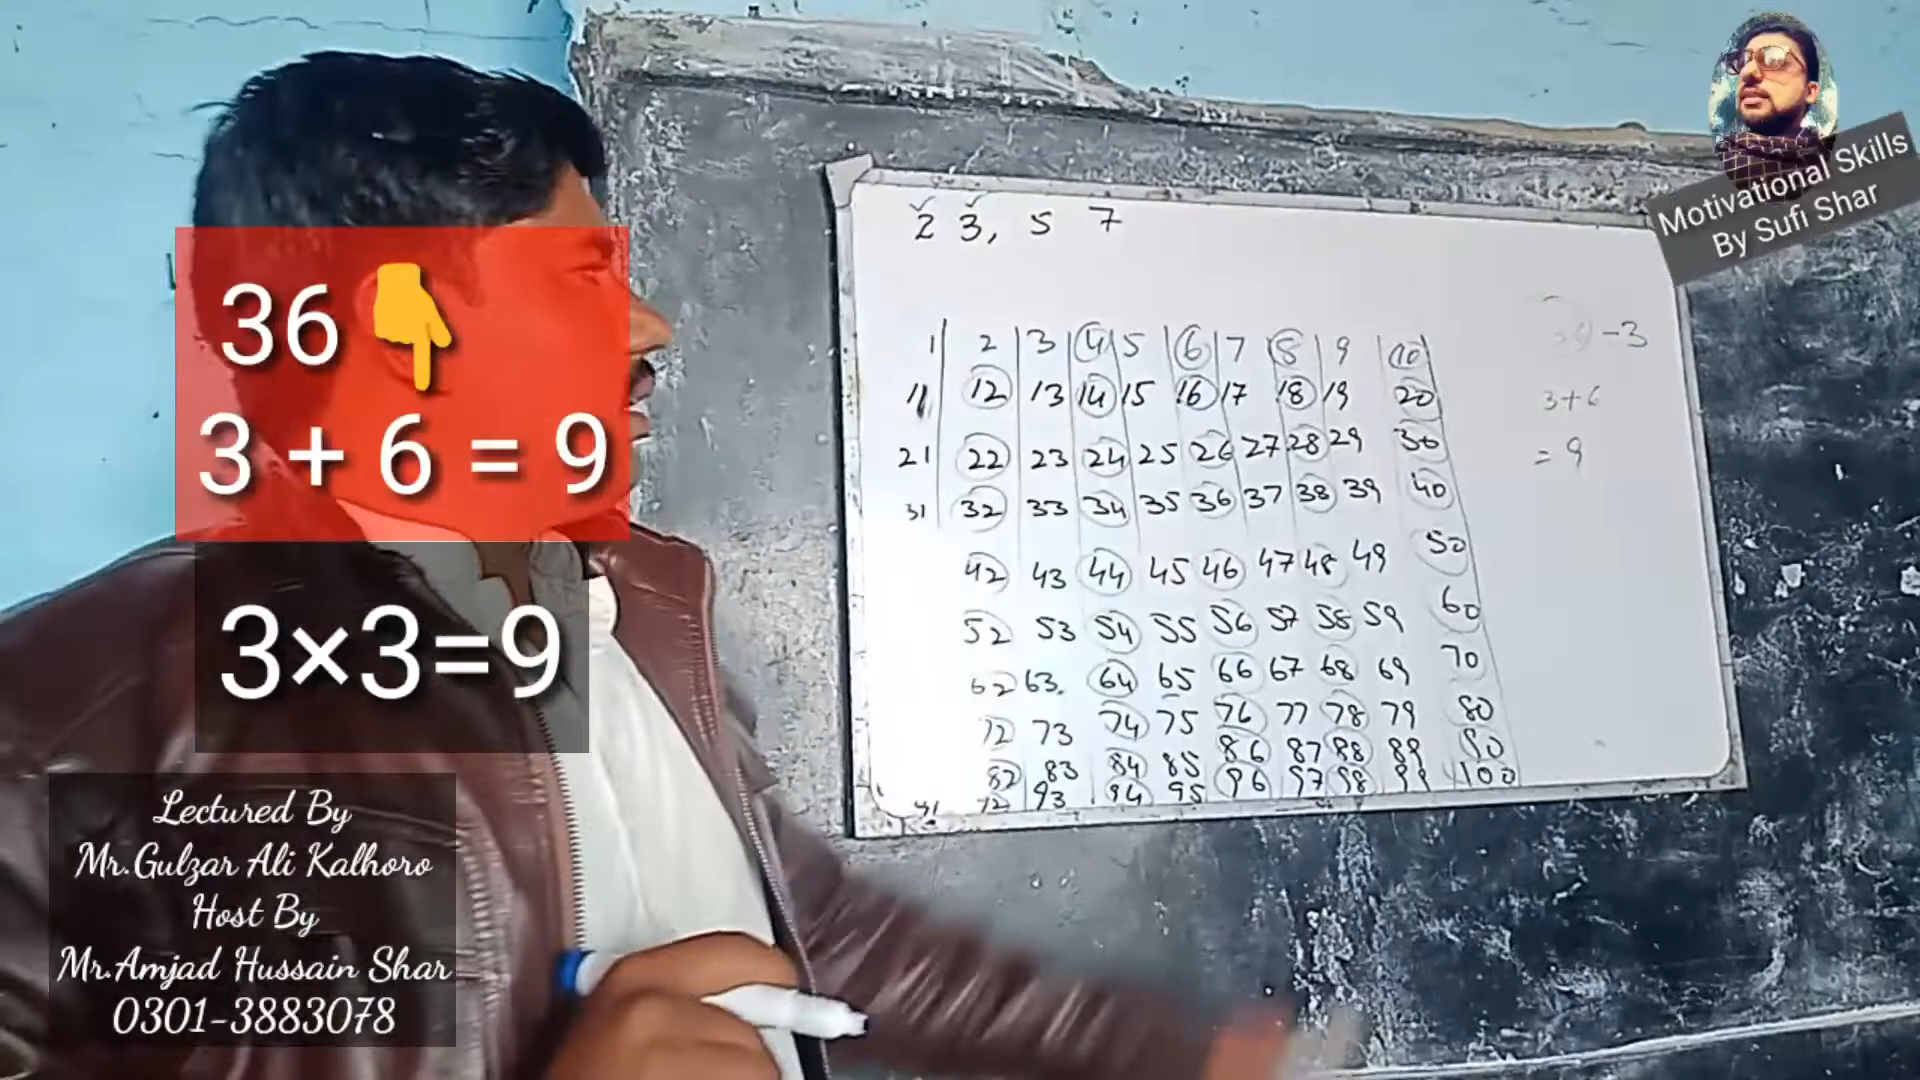 Motivational Skills
By Sufi Shar
36 👇
3 + 6 = 9
3×3=9
Lectured By
Mr.Gulzar Ali Kalhoro
Host By
Mr.Amjad Hussain Shar
0301-3883078
2 3, 5 7
1 2 3 4 5 6 7 8 9 10
11 12 13 14 15 16 17 18 19 20
21 22 23 24 25 26 27 28 29 30
31 32 33 34 35 36 37 38 39 40
42 43 44 45 46 47 48 49 50
52 53 54 55 56 57 58 59 60
62 63. 64 65 66 67 68 69 70
72 73 74 75 76 77 78 79 80
82 83 84 85 86 87 88 89 90
93 94 95 96 97 98 99 100
-3
3+6
= 9